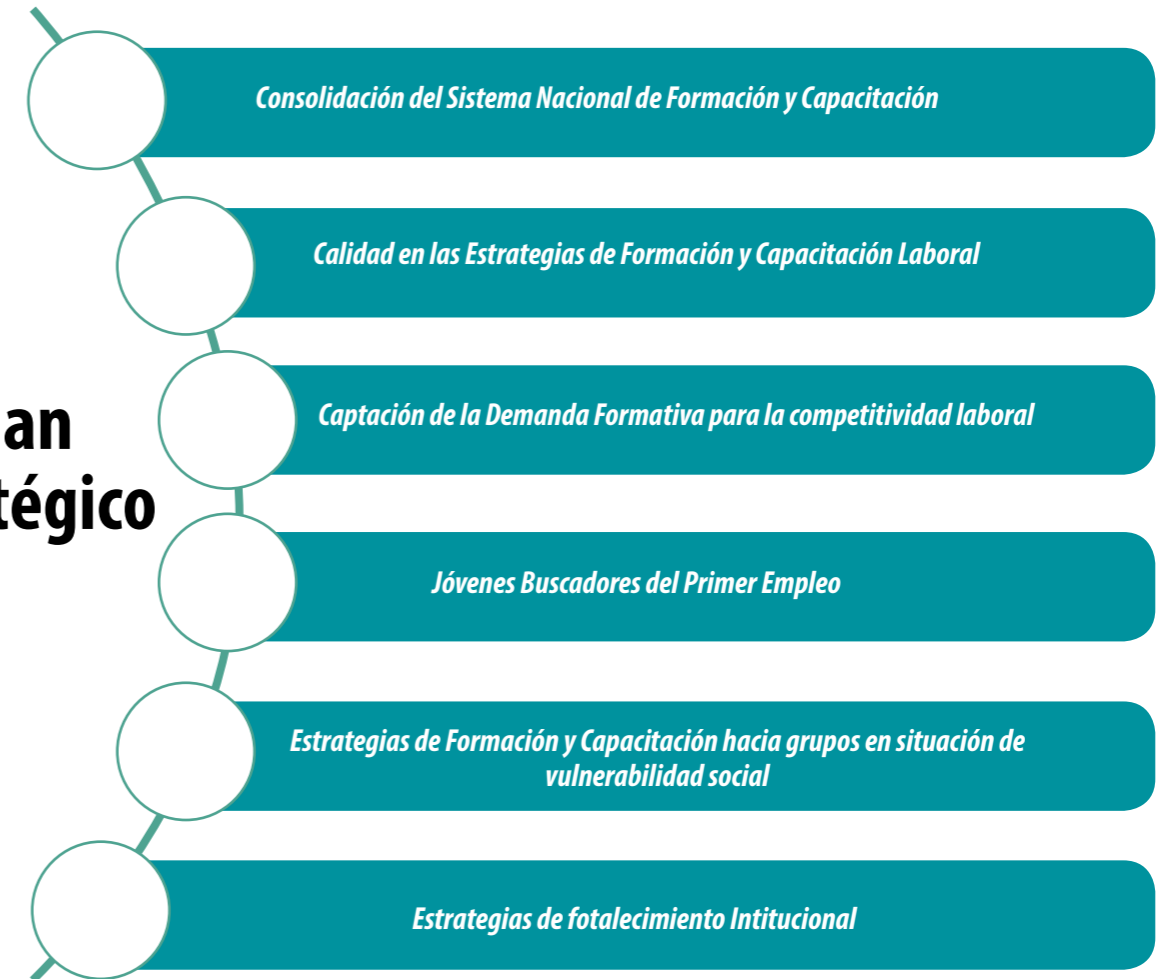 an
tégico
Consolidación del Sistema Nacional de Formación y Capacitación
Calidad en las Estrategias de Formación y Capacitación Laboral
Captación de la Demanda Formativa para la competitividad laboral
Jóvenes Buscadores del Primer Empleo
Estrategias de Formación y Capacitación hacia grupos en situación de
vulnerabilidad social
Estrategias de fotalecimiento Intitucional